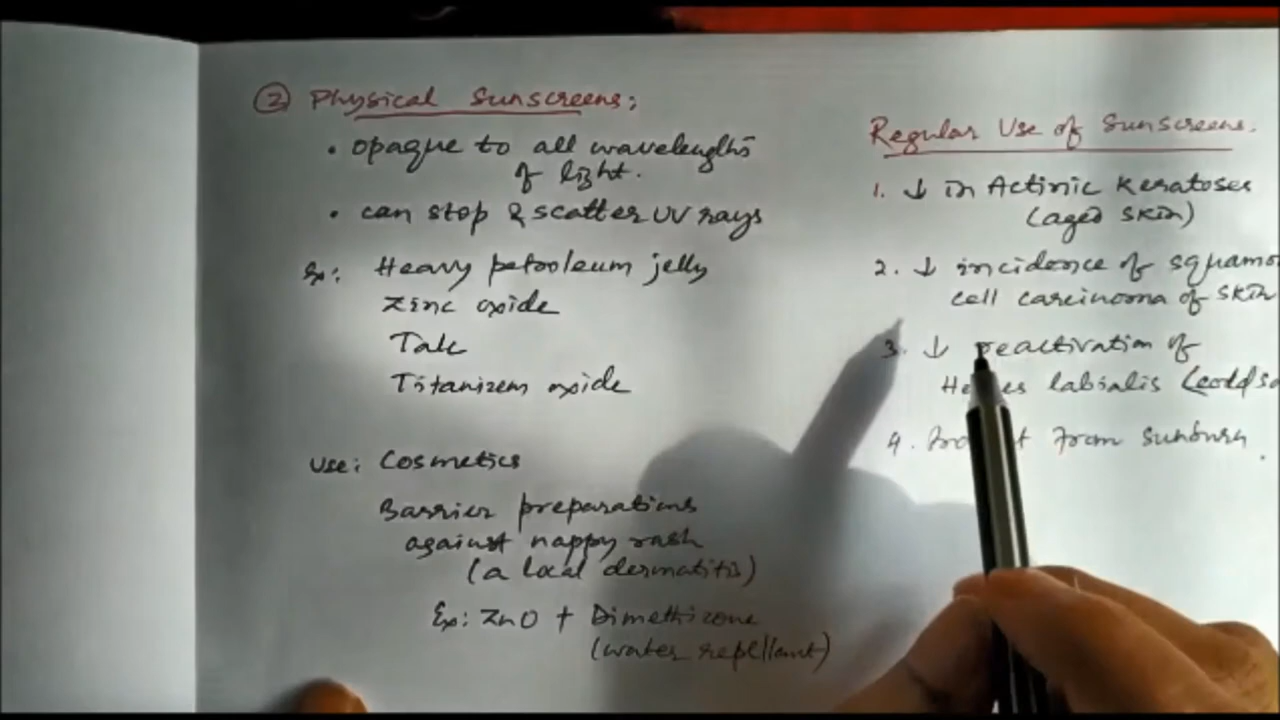 ② Physical Sunscreens:
• opaque to all wavelengths
of light.
• can stop & scatter UV rays
Ex: Heavy petroleum jelly
Zinc oxide
Talc
Titanium oxide
Use: Cosmetics
Barrier preparations
against nappy rash
(a local dermatitis)
Ex: ZnO + Dimethicone
(water repellant)
Regular Use of Sunscreens.
1. ↓ in Actinic Keratoses
(aged skin)
2. ↓ incidence of squamo
cell carcinoma of skin
3. ↓ reactivation of
labialis
4. from sunburn.